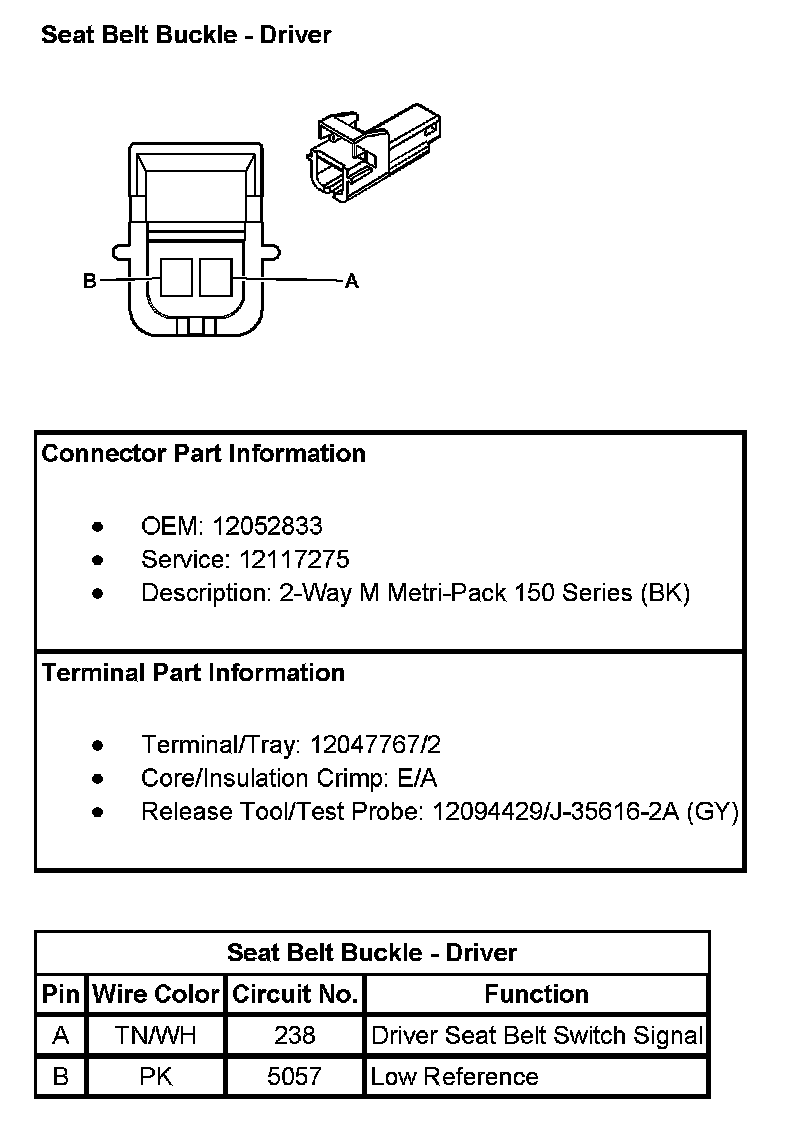 Seat Belt Buckle - Driver
B
A
Connector Part Information
● OEM: 12052833
● Service: 12117275
● Description: 2-Way M Metri-Pack 150 Series (BK)
Terminal Part Information
● Terminal/Tray: 12047767/2
● Core/Insulation Crimp: E/A
● Release Tool/Test Probe: 12094429/J-35616-2A (GY)
Seat Belt Buckle - Driver
Pin Wire Color Circuit No. Function
A TN/WH 238 Driver Seat Belt Switch Signal
B PK 5057 Low Reference